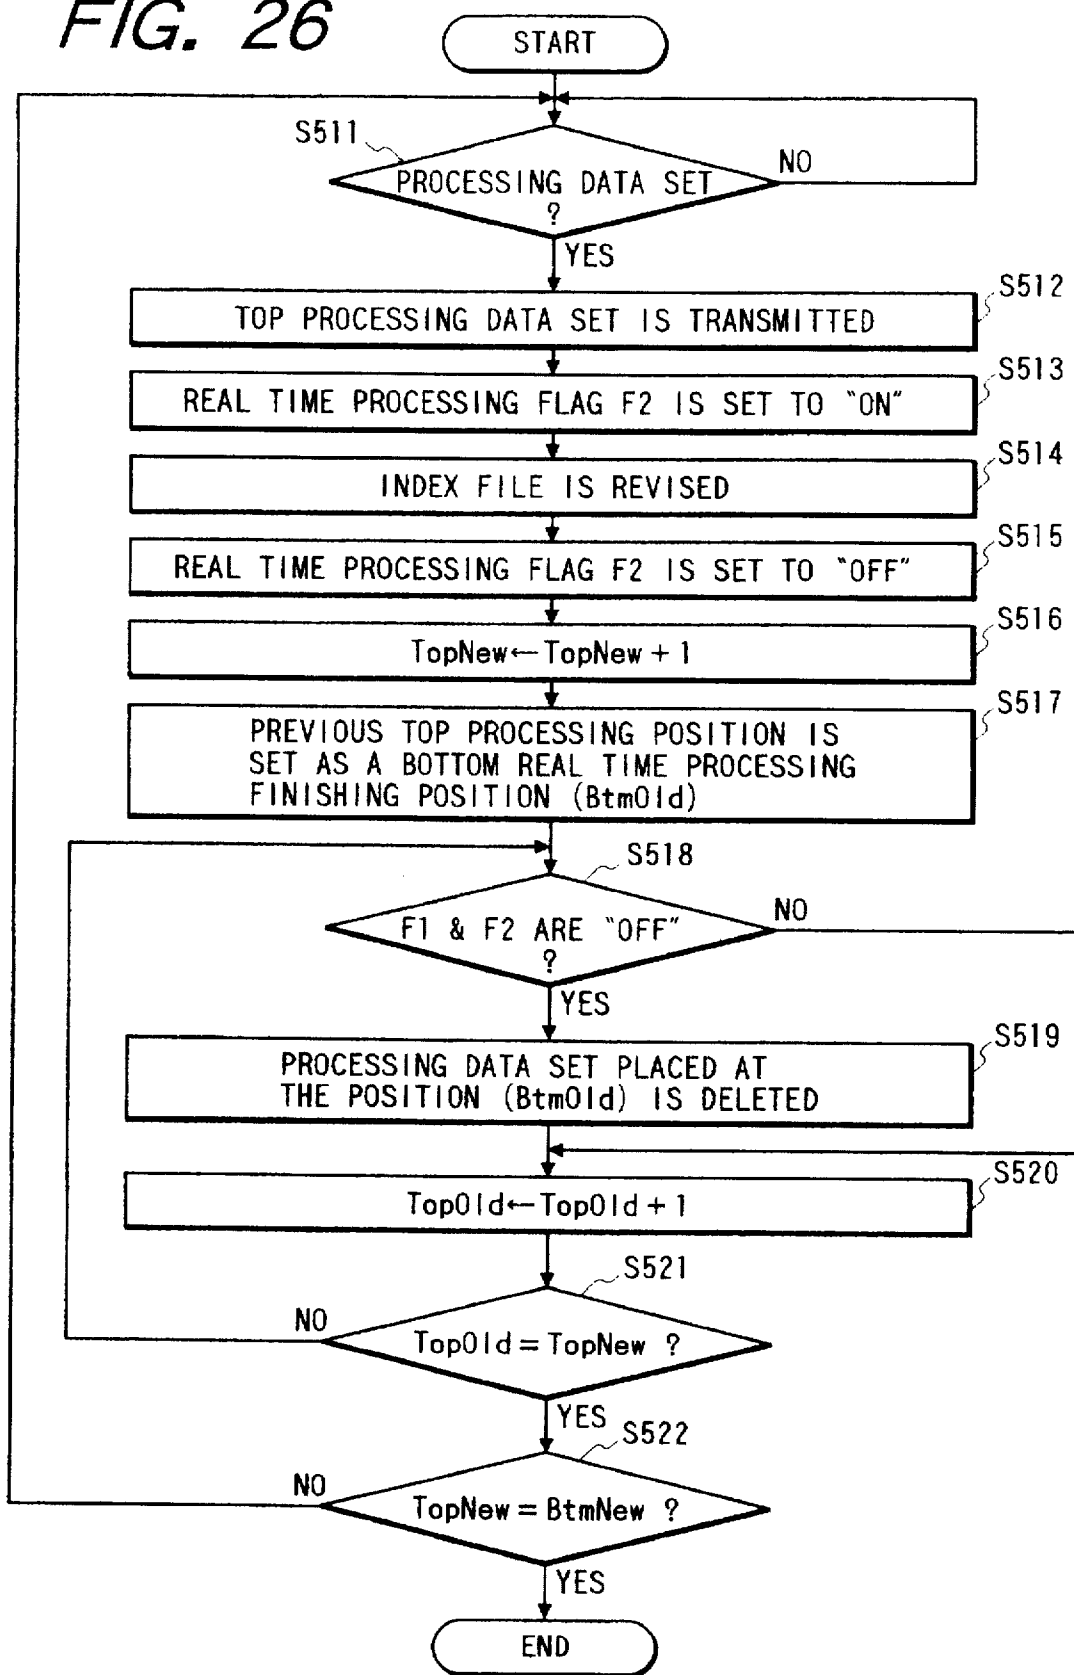 FIG. 26
START
S511
PROCESSING DATA SET
?
NO
YES
S512
TOP PROCESSING DATA SET IS TRANSMITTED
S513
REAL TIME PROCESSING FLAG F2 IS SET TO "ON"
S514
INDEX FILE IS REVISED
S515
REAL TIME PROCESSING FLAG F2 IS SET TO "OFF"
S516
TopNew←TopNew+1
S517
PREVIOUS TOP PROCESSING POSITION IS
SET AS A BOTTOM REAL TIME PROCESSING
FINISHING POSITION (BtmOld)
S518
F1 & F2 ARE "OFF"
?
NO
YES
S519
PROCESSING DATA SET PLACED AT
THE POSITION (BtmOld) IS DELETED
S520
TopOld←TopOld+1
S521
NO
TopOld=TopNew ?
YES
S522
NO
TopNew=BtmNew ?
YES
END